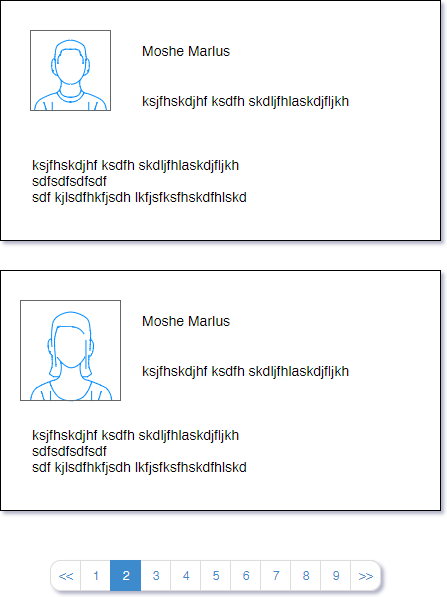 Moshe Marlus
ksjfhskdjhf ksdfh skdljfhlaskdjfljkh
ksjfhskdjhf ksdfh skdljfhlaskdjfljkh
sdfsdfsdfsdf
sdf kjlsdfhkfjsdh lkfjsfksfhskdfhlskd
Moshe Marlus
ksjfhskdjhf ksdfh skdljfhlaskdjfljkh
ksjfhskdjhf ksdfh skdljfhlaskdjfljkh
sdfsdfsdfsdf
sdf kjlsdfhkfjsdh lkfjsfksfhskdfhlskd
<< 1 2 3 4 5 6 7 8 9 >>